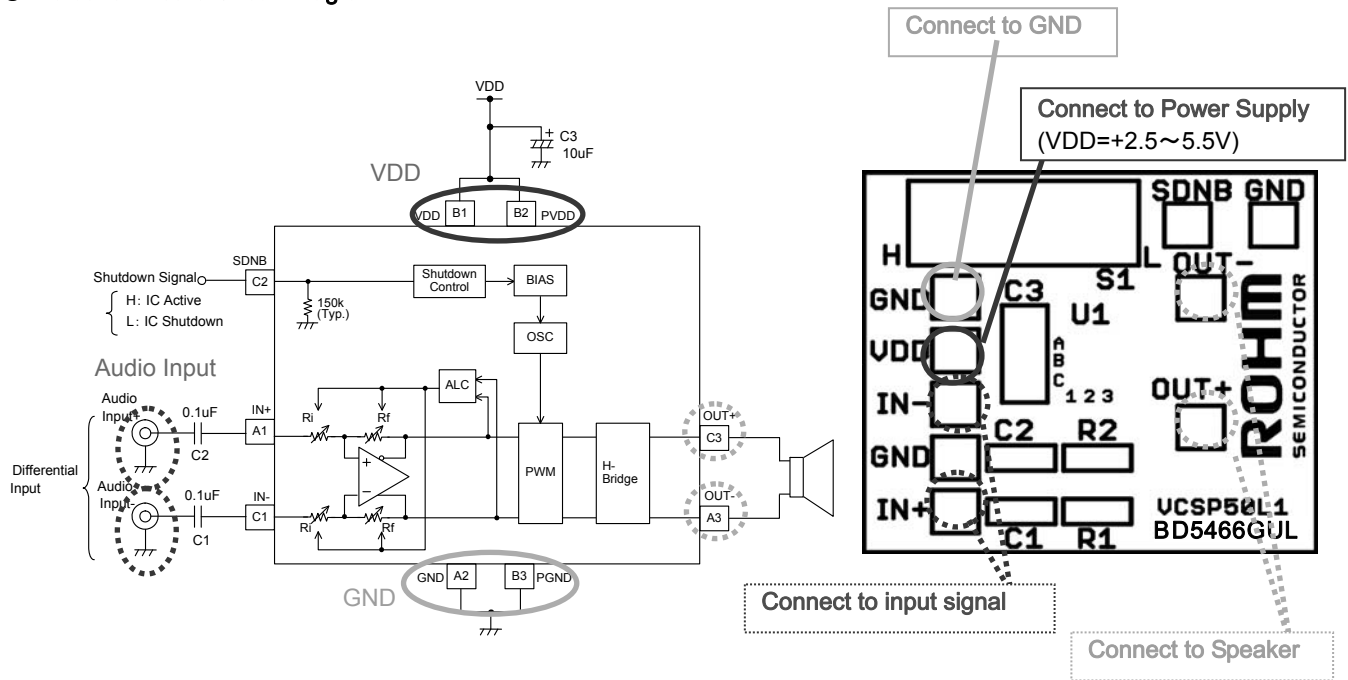 Connect to GND
Connect to Power Supply
(VDD=+2.5～5.5V)
VDD
+
C3
10uF
VDD
VDD B1 B2 PVDD
SDNB
Shutdown Signal C2
H: IC Active
L: IC Shutdown
150k
(Typ.)
Shutdown
Control
BIAS
OSC
ALC
Audio Input
Audio
Input+
0.1uF
C2
IN+
A1
Ri
Rf
+
−
Differential
Input
Audio
Input-
0.1uF
C1
IN-
C1
Ri
Rf
PWM
H-
Bridge
OUT+
C3
OUT-
A3
GND A2 B3 PGND
GND
SDNB GND
H L
S1
OUT-
GND C3
U1
VDD
A
B
C
1 2 3
IN-
OUT+
GND C2 R2
IN+ C1 R1
VCSP50L1
BD5466GUL
ROHM
SEMICONDUCTOR
Connect to input signal
Connect to Speaker